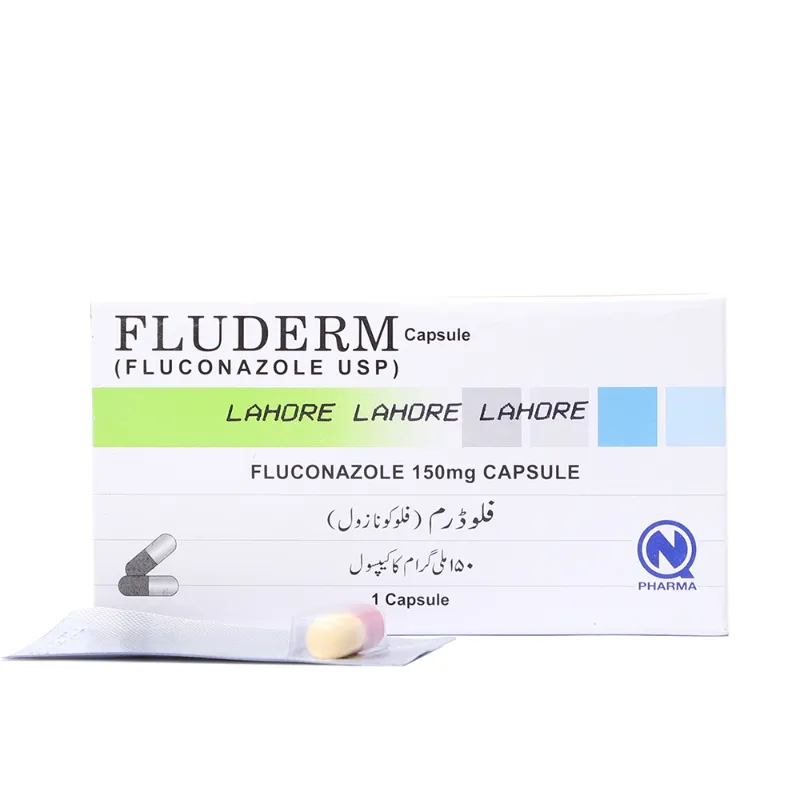 FLUDERM Capsule
(FLUCONAZOLE USP)
LAHORE LAHORE LAHORE
FLUCONAZOLE 150mg CAPSULE
فلوڈرم (فلوکونازول)
۱۵۰ ملی گرام کا کیپسول
1 Capsule
NQ
PHARMA